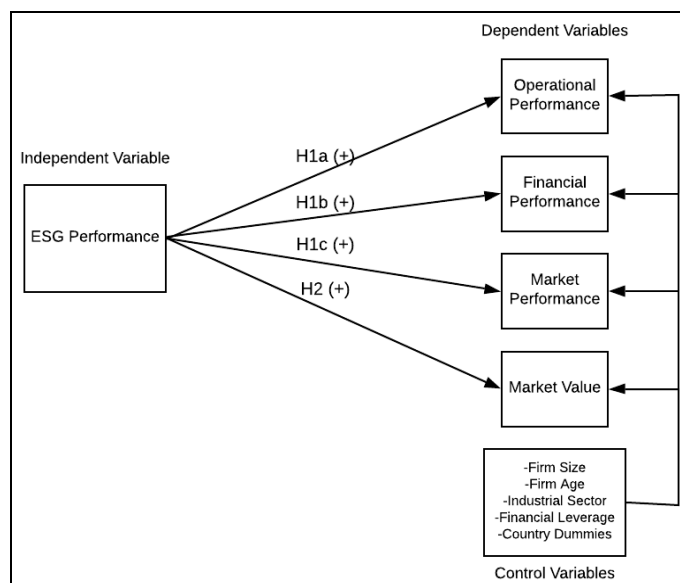 Dependent Variables
Operational
Performance
Independent Variable
H1a (+)
Financial
Performance
H1b (+)
ESG Performance
H1c (+)
Market
Performance
H2 (+)
Market Value
-Firm Size
-Firm Age
-Industrial Sector
-Financial Leverage
-Country Dummies
Control Variables